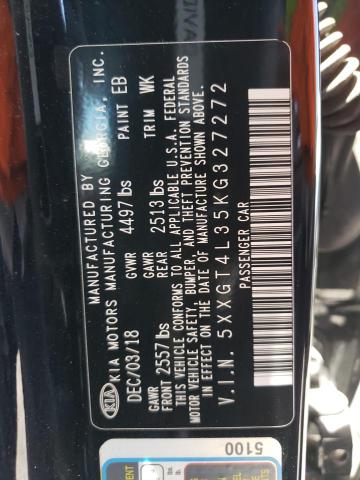 KIA
MANUFACTURED BY
KIA MOTORS MANUFACTURING GEORGIA, INC.
DEC/03/18 4497 lbs PAINT EB
GVWR
GAWR GAWR TRIM WK
FRONT 2557 lbs REAR 2513 lbs
THIS VEHICLE CONFORMS TO ALL APPLICABLE U.S.A. FEDERAL
MOTOR VEHICLE SAFETY, BUMPER, AND THEFT PREVENTION STANDARDS
IN EFFECT ON THE DATE OF MANUFACTURE SHOWN ABOVE.
V.I.N. 5XXGT4L35KG327272
PASSENGER CAR
5100